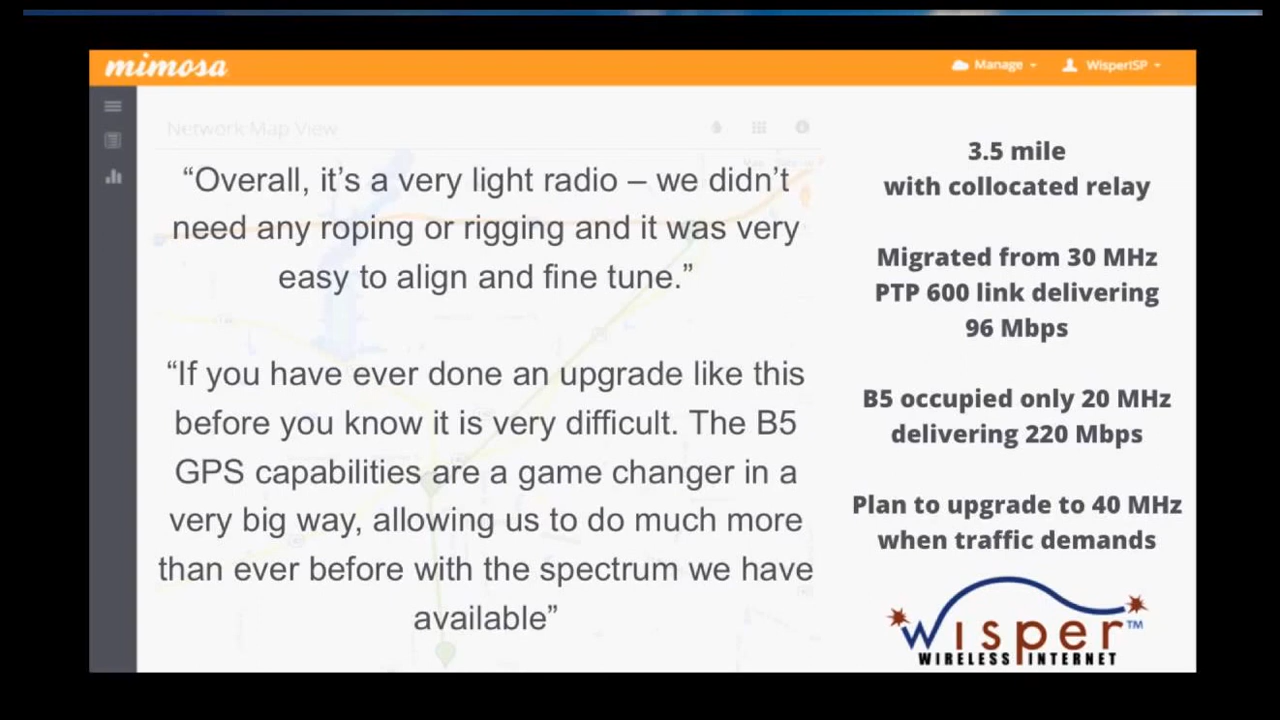 mimosa
Manage
WisperISP
Network Map View
“Overall, it’s a very light radio – we didn’t
need any roping or rigging and it was very
easy to align and fine tune.”
“If you have ever done an upgrade like this
before you know it is very difficult. The B5
GPS capabilities are a game changer in a
very big way, allowing us to do much more
than ever before with the spectrum we have
available”
3.5 mile
with collocated relay
Migrated from 30 MHz
PTP 600 link delivering
96 Mbps
B5 occupied only 20 MHz
delivering 220 Mbps
Plan to upgrade to 40 MHz
when traffic demands
wisper™
WIRELESS INTERNET